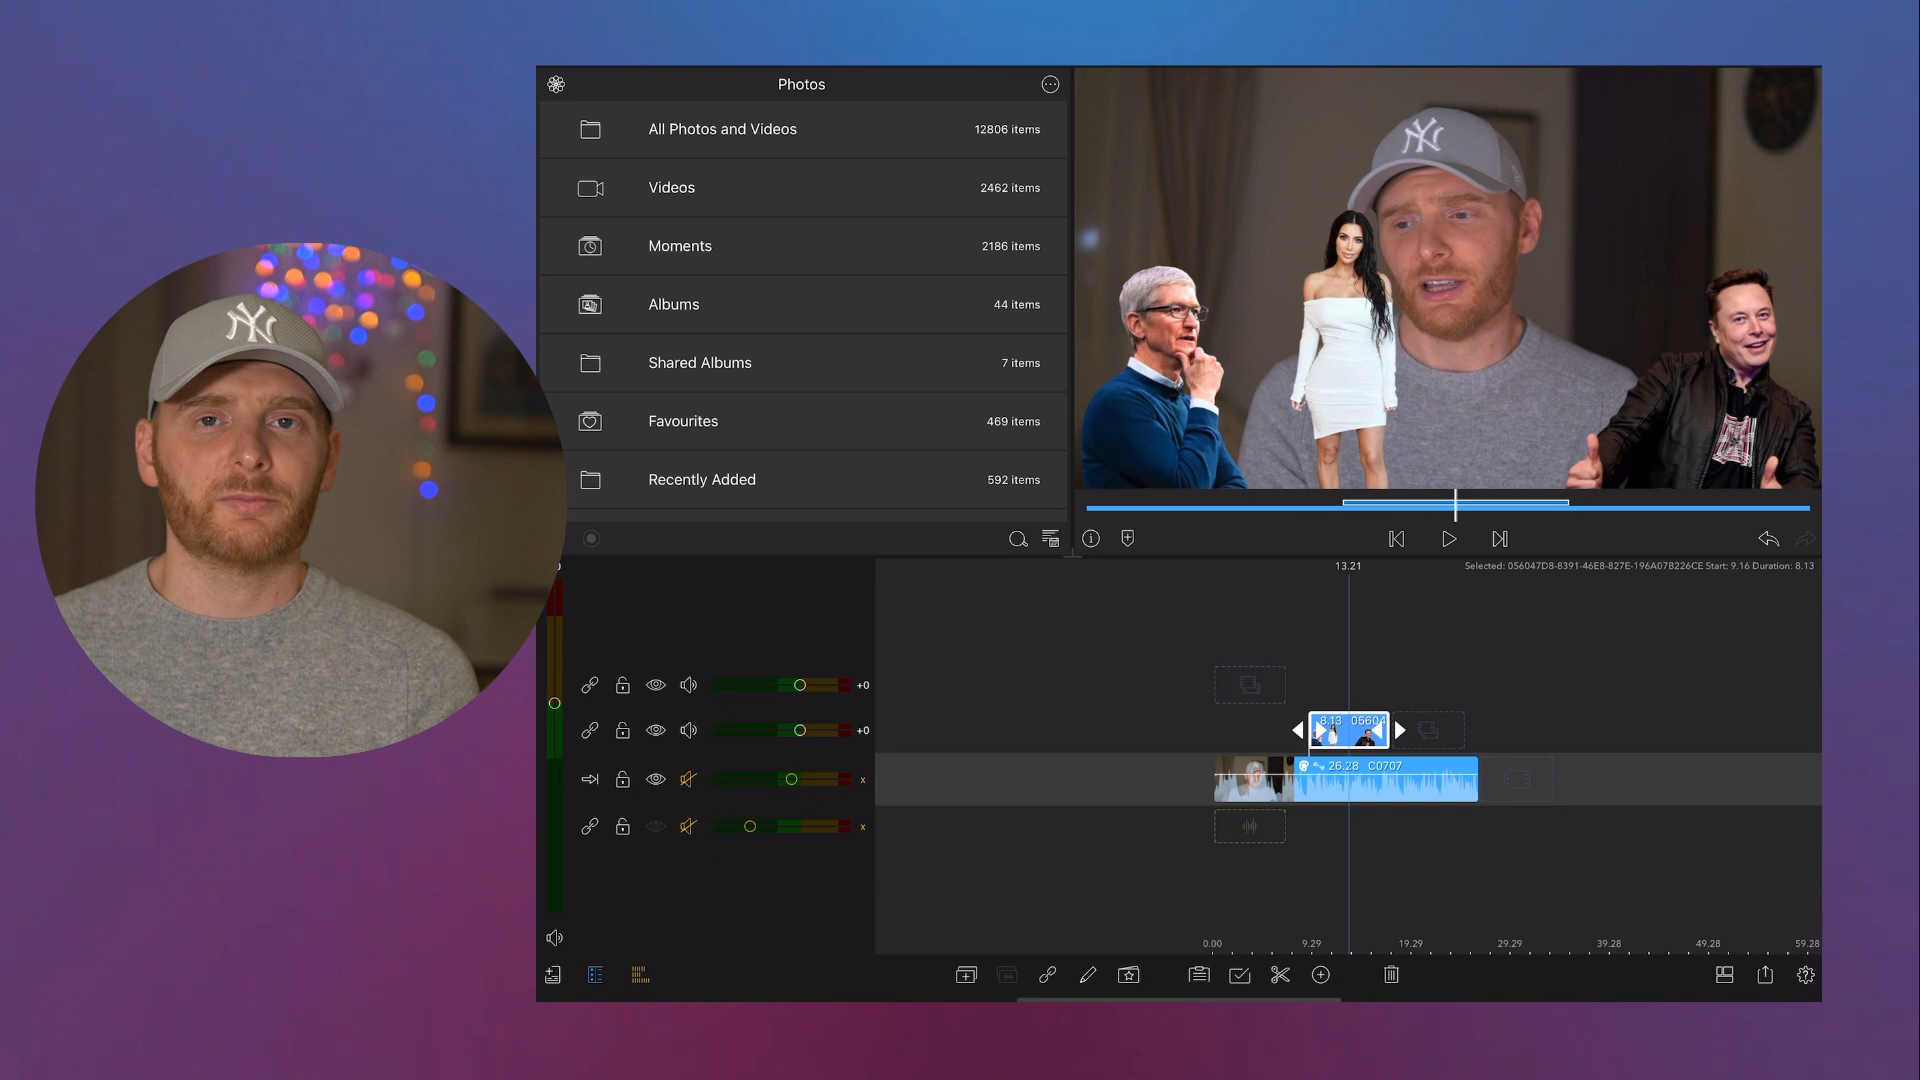 Photos
All Photos and Videos 12806 items
Videos 2462 items
Moments 2186 items
Albums 44 items
Shared Albums 7 items
Favourites 469 items
Recently Added 592 items
NY
NY
13.21
Selected: 056047D8-8391-46E8-827E-196A07B226CE Start: 9.16 Duration: 8.13
+0
+0
x
x
8.13 05604
26.28 C0707
0.00 9.29 19.29 29.29 39.28 49.28 59.28